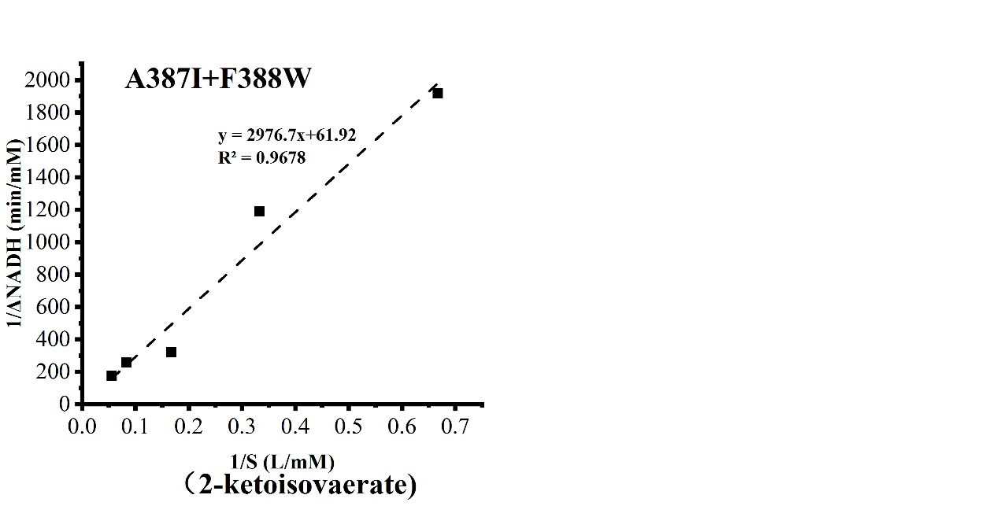 A387I+F388W
y = 2976.7x+61.92
R² = 0.9678
1/ΔNADH (min/mM)
2000
1800
1600
1400
1200
1000
800
600
400
200
0
0.0 0.1 0.2 0.3 0.4 0.5 0.6 0.7
1/S (L/mM)
（2-ketoisovaerate)